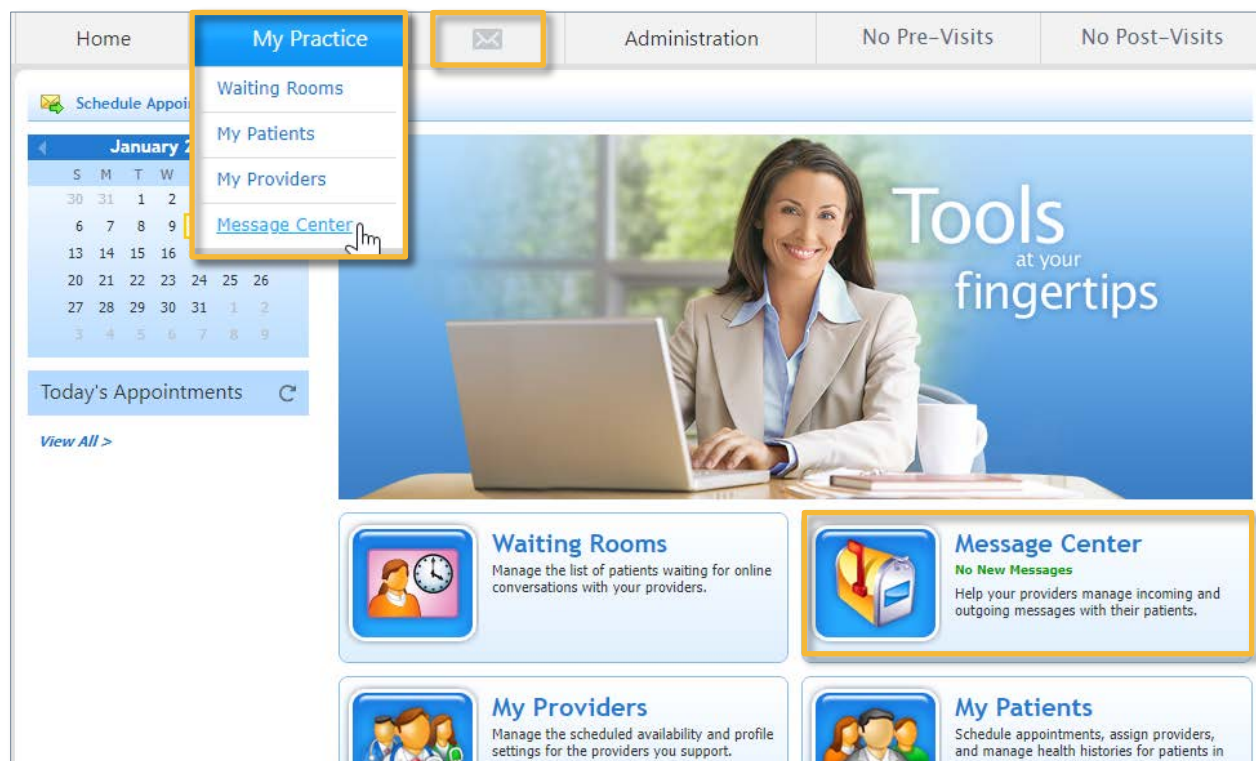 Home My Practice Administration No Pre-Visits No Post-Visits
Waiting Rooms
My Patients
My Providers
Message Center
Schedule
January
S M T W
30 31 1 2
6 7 8 9
13 14 15 16
20 21 22 23 24 25 26
27 28 29 30 31 1 2
3 4 5 6 7 8 9
Today's Appointments
View All >
Tools
at your
fingertips
Waiting Rooms
Manage the list of patients waiting for online
conversations with your providers.
Message Center
No New Messages
Help your providers manage incoming and
outgoing messages with their patients.
My Providers
Manage the scheduled availability and profile
settings for the providers you support.
My Patients
Schedule appointments, assign providers,
and manage health histories for patients in